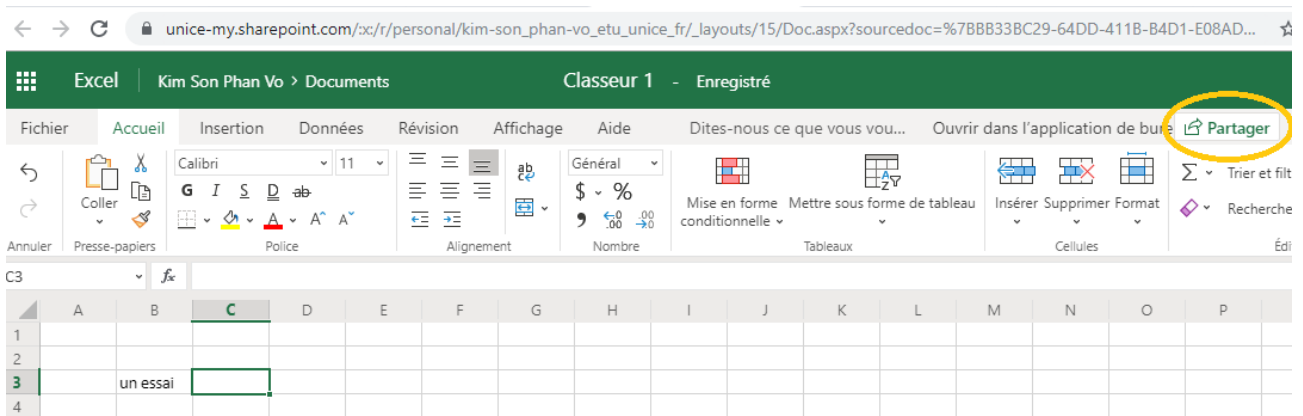 unice-my.sharepoint.com/:x:/r/personal/kim-son_phan-vo_etu_unice_fr/_layouts/15/Doc.aspx?sourcedoc=%7BBB33BC29-64DD-411B-B4D1-E08AD...
Excel Kim Son Phan Vo > Documents Classeur 1 - Enregistré
Fichier Accueil Insertion Données Révision Affichage Aide Dites-nous ce que vous vou... Ouvrir dans l'application de bure Partager
Calibri 11 ab Général Σ Trier et filt
Coller G I S D ab $ % Mise en forme conditionnelle Mettre sous forme de tableau Insérer Supprimer Format
A A A , ,00 ,00 Recherche
Annuler Presse-papiers Police Alignement Nombre Tableaux Cellules Édi
C3 fx
A B C D E F G H I J K L M N O P
1
2
3 un essai
4